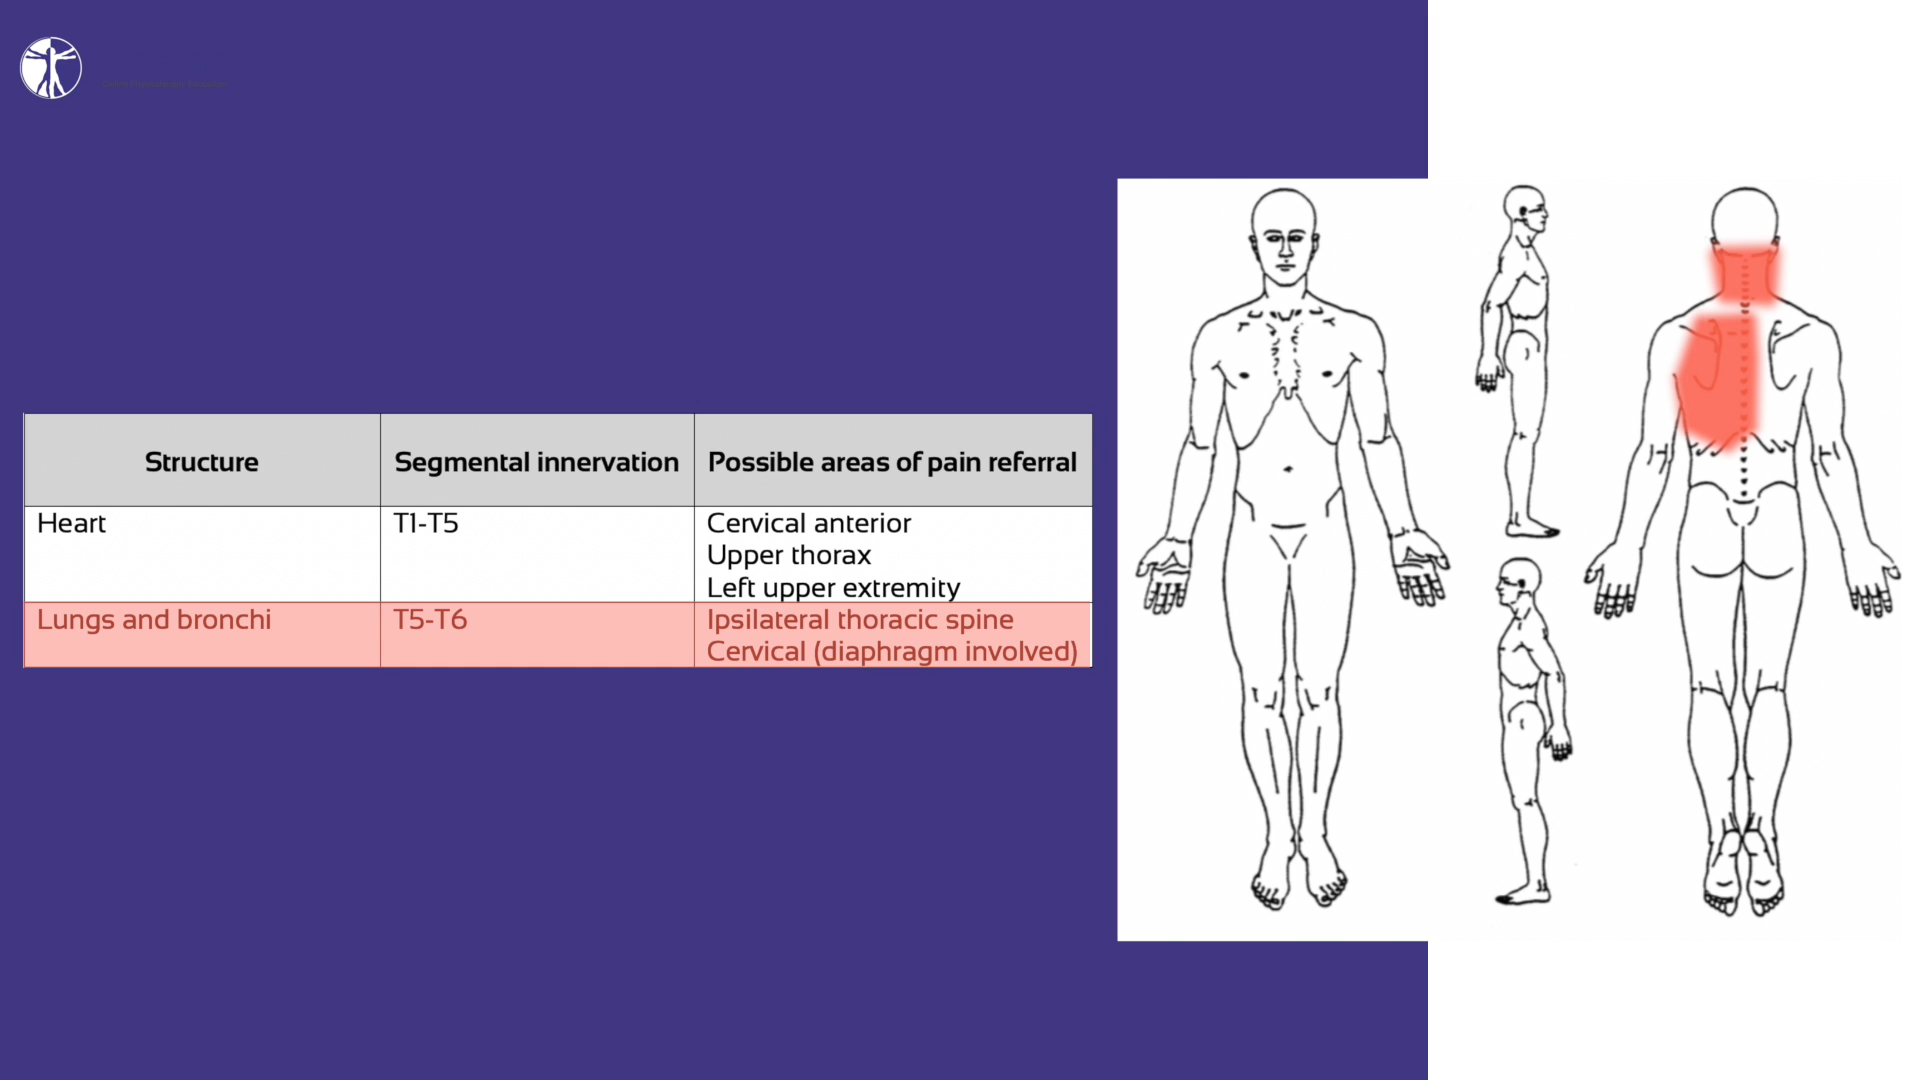 Structure Segmental innervation Possible areas of pain referral
Heart T1-T5 Cervical anterior
Upper thorax
Left upper extremity
Lungs and bronchi T5-T6 Ipsilateral thoracic spine
Cervical (diaphragm involved)